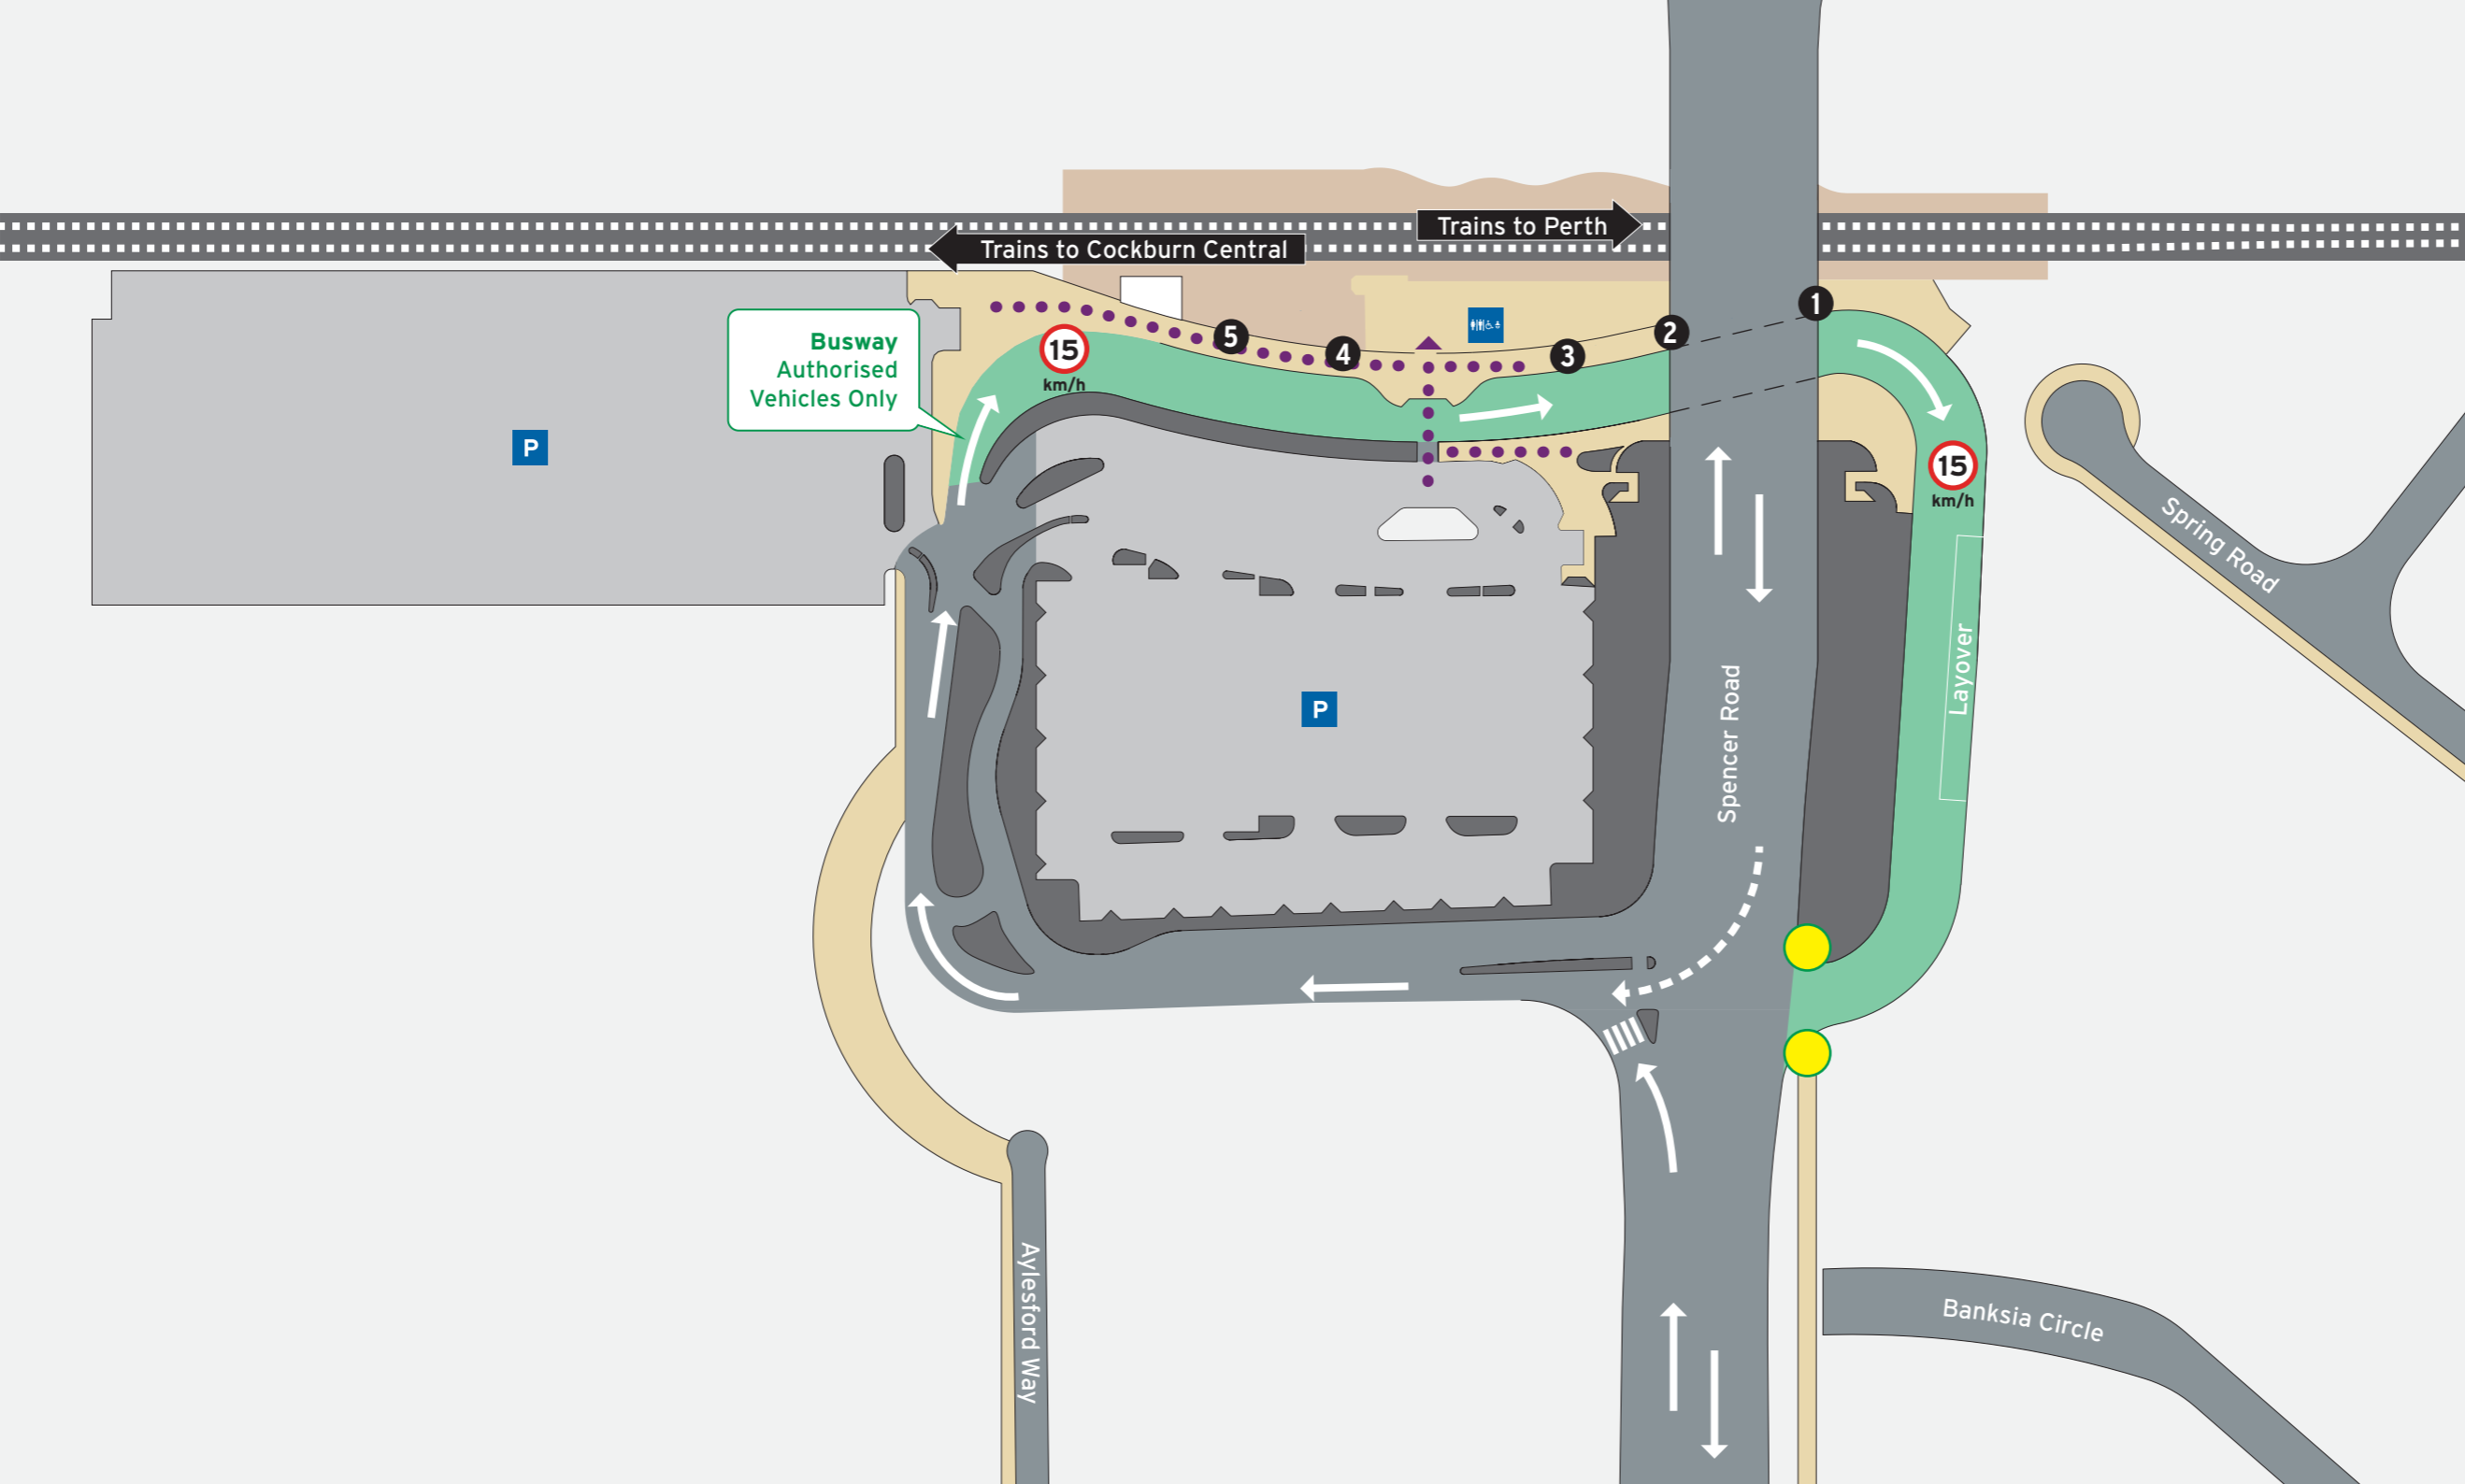 Trains to Perth
Trains to Cockburn Central
Busway
Authorised
Vehicles Only
15
km/h
5
4
3
2
1
P
15
km/h
Spring Road
Layover
Spencer Road
P
Aylesford Way
Banksia Circle